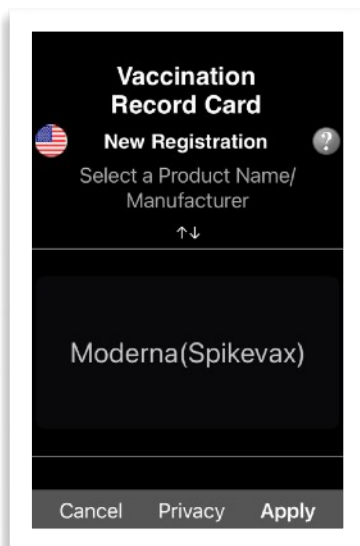 Vaccination
Record Card
New Registration
?
Select a Product Name/
Manufacturer
↑↓
Moderna(Spikevax)
Cancel Privacy Apply